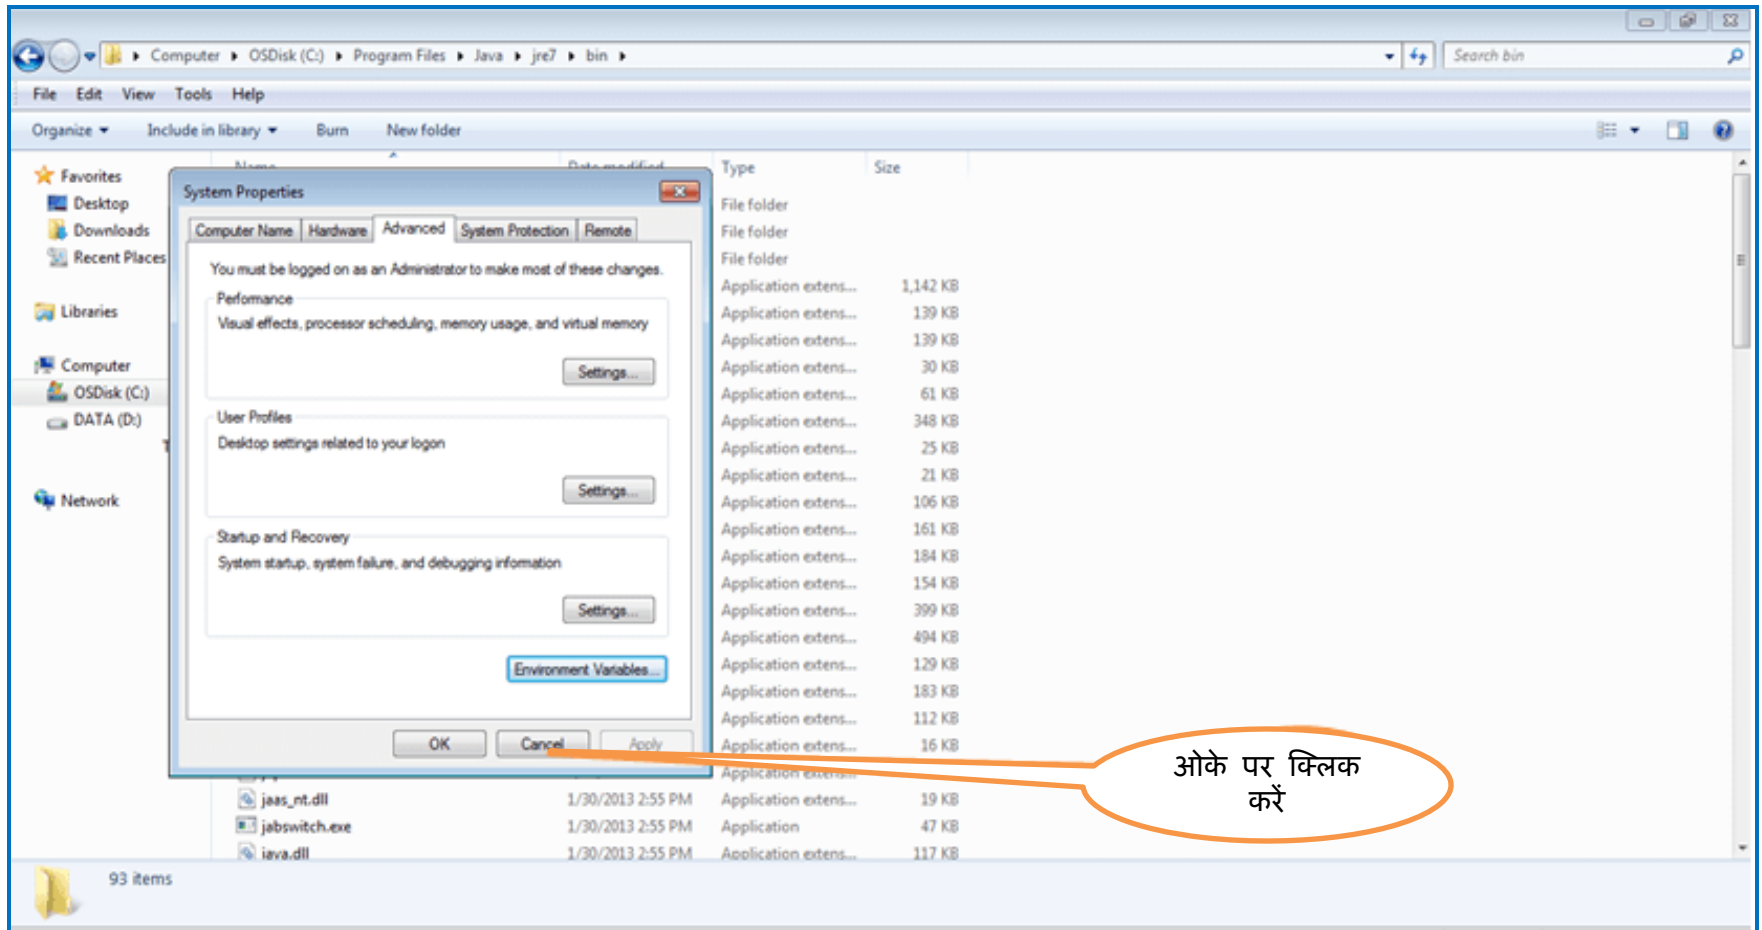 Computer ▸ OSDisk (C:) ▸ Program Files ▸ Java ▸ jre7 ▸ bin ▸
Search bin
File Edit View Tools Help
Organize Include in library Burn New folder
Favorites
Desktop
Downloads
Recent Places
Libraries
Computer
OSDisk (C:)
DATA (D:)
Network
Name Date modified Type Size
System Properties
Computer Name Hardware Advanced System Protection Remote
You must be logged on as an Administrator to make most of these changes.
Performance
Visual effects, processor scheduling, memory usage, and virtual memory
Settings...
User Profiles
Desktop settings related to your logon
Settings...
Startup and Recovery
System startup, system failure, and debugging information
Settings...
Environment Variables...
OK Cancel Apply
File folder
File folder
File folder
Application extens... 1,142 KB
Application extens... 139 KB
Application extens... 139 KB
Application extens... 30 KB
Application extens... 61 KB
Application extens... 348 KB
Application extens... 25 KB
Application extens... 21 KB
Application extens... 106 KB
Application extens... 161 KB
Application extens... 184 KB
Application extens... 154 KB
Application extens... 399 KB
Application extens... 494 KB
Application extens... 129 KB
Application extens... 183 KB
Application extens... 112 KB
Application extens... 16 KB
Application extens...
jaas_nt.dll 1/30/2013 2:55 PM Application extens... 19 KB
jabswitch.exe 1/30/2013 2:55 PM Application 47 KB
java.dll 1/30/2013 2:55 PM Application extens... 117 KB
ओके पर क्लिक
करें
93 items